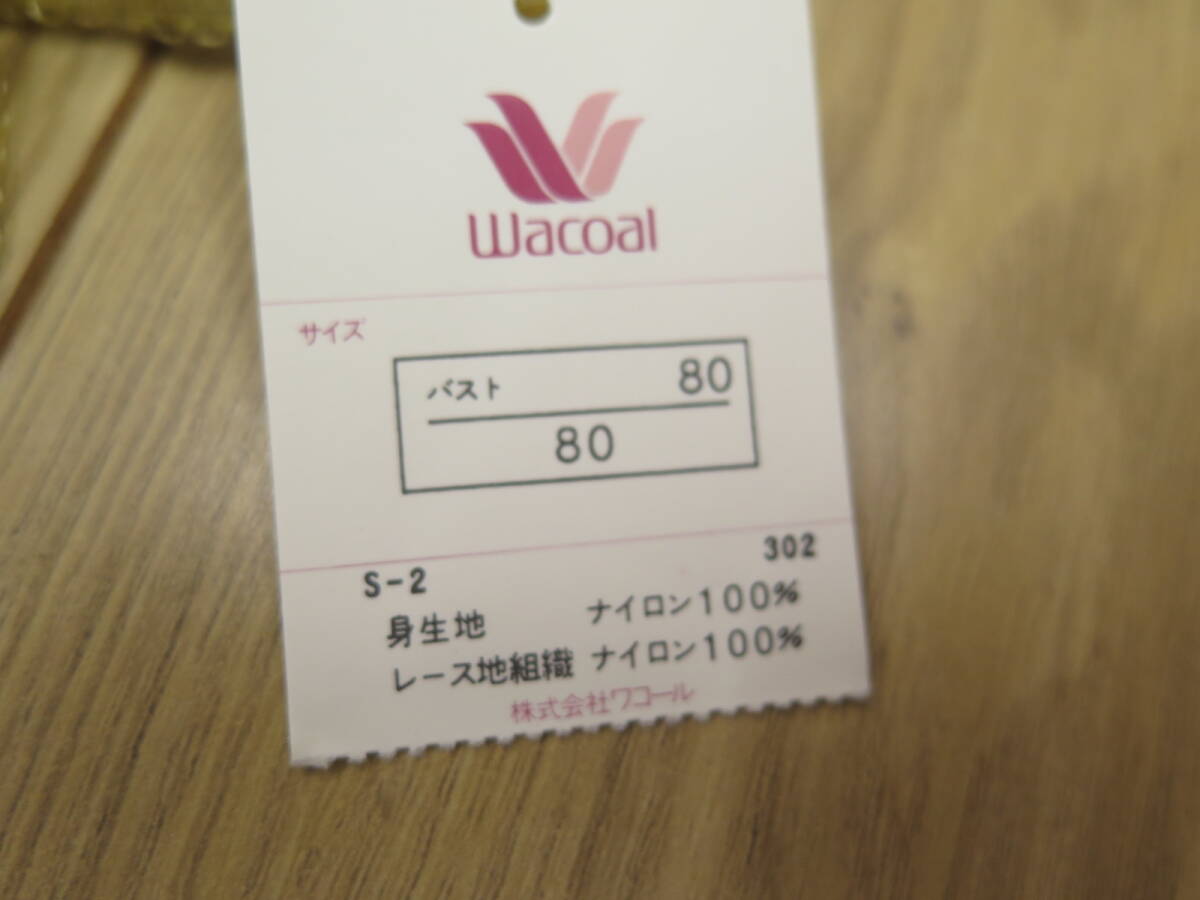 Wacoal
サイズ
バスト 80
80
S-2 302
身生地 ナイロン100%
レース地組織 ナイロン100%
株式会社ワコール